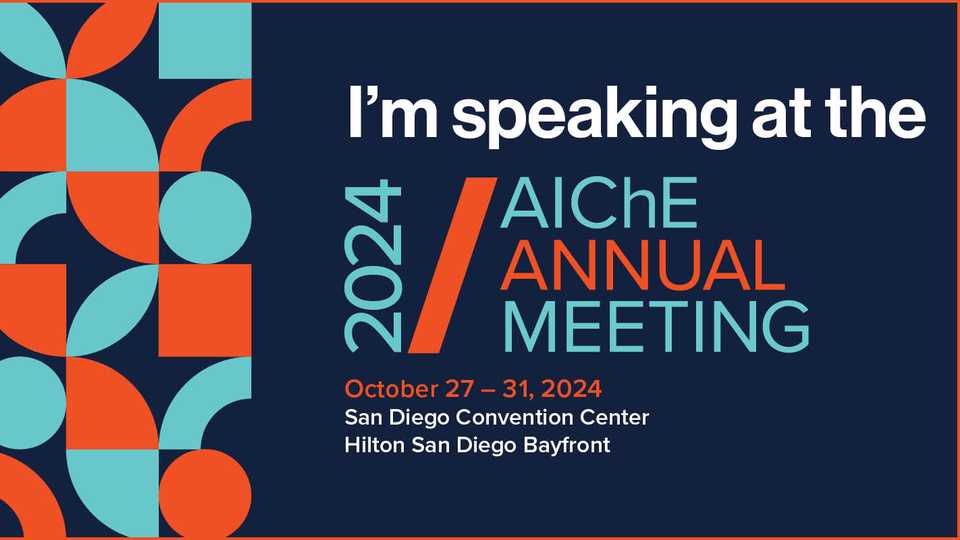 I’m speaking at the
2024
AIChE
ANNUAL
MEETING
October 27 – 31, 2024
San Diego Convention Center
Hilton San Diego Bayfront